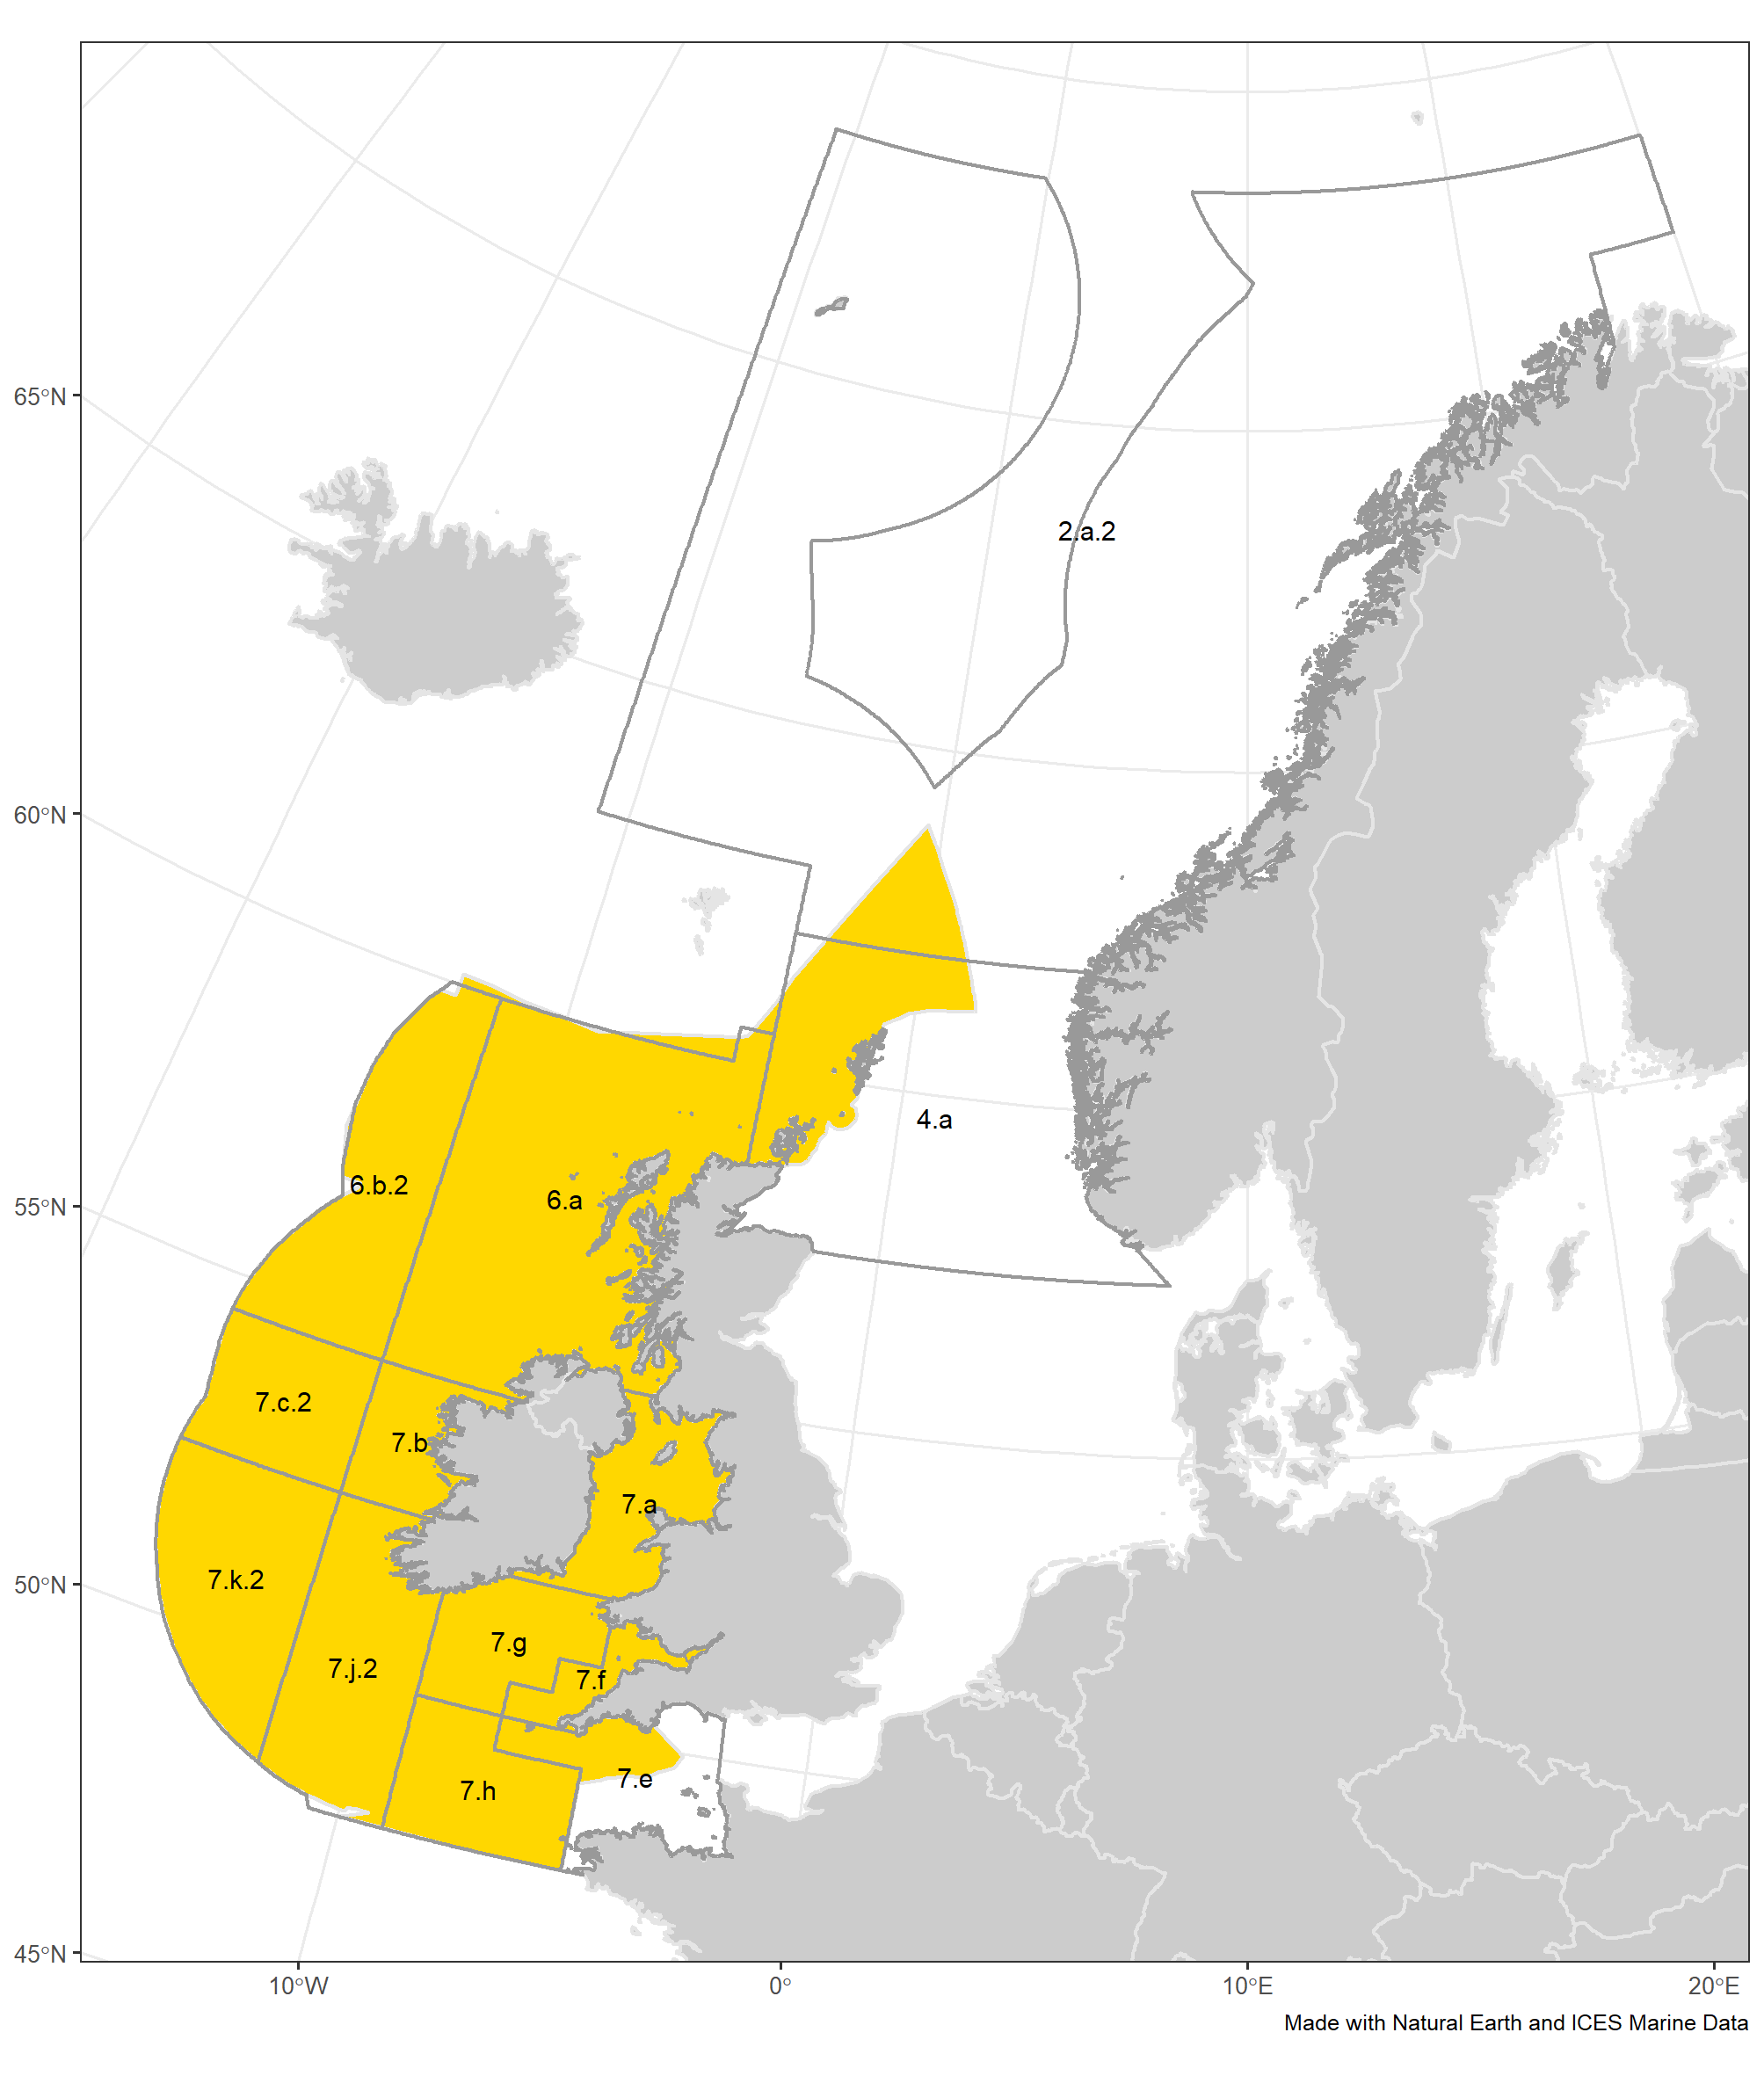 65°N
2.a.2
60°N
4.a
55°N
6.b.2
6.a
7.c.2
7.b
7.a
50°N
7.k.2
7.g
7.j.2
7.f
7.e
7.h
45°N
10°W 0° 10°E 20°E
Made with Natural Earth and ICES Marine Data